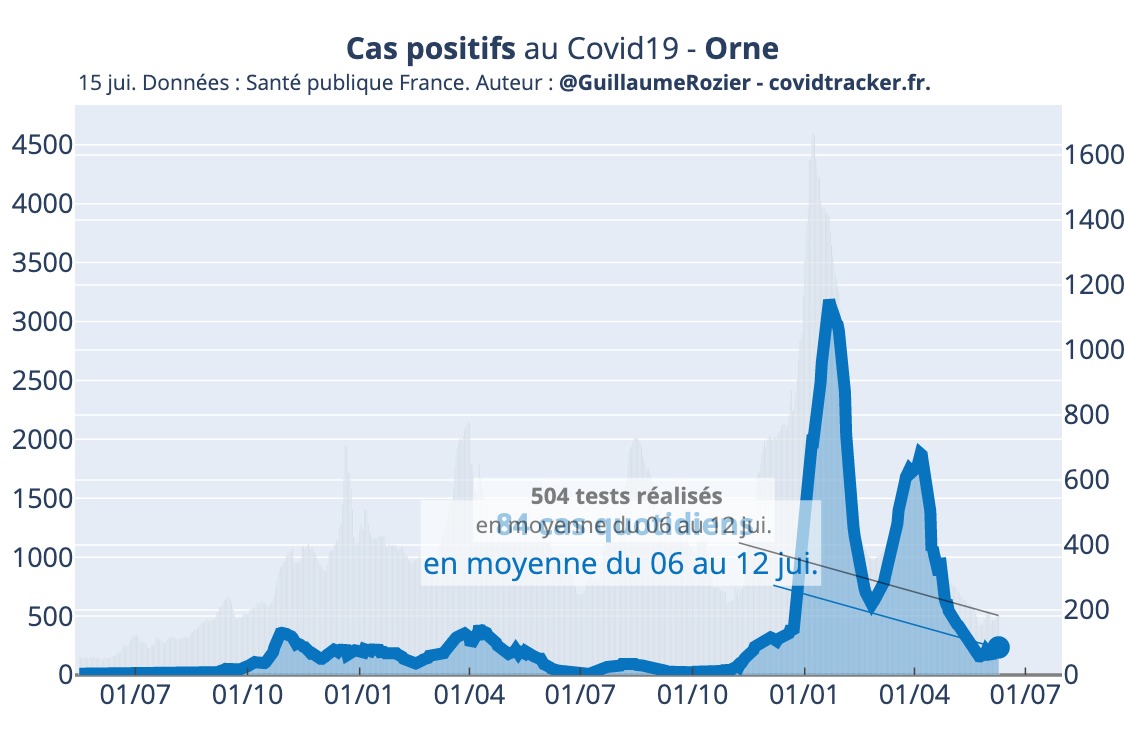 Cas positifs au Covid19 - Orne
15 jui. Données : Santé publique France. Auteur : @GuillaumeRozier - covidtracker.fr.
4500
4000
3500
3000
2500
2000
1500
1000
500
0
1600
1400
1200
1000
800
600
400
200
0
504 tests réalisés
en moyenne du 06 au 12 jui.
84 cas quotidiens
en moyenne du 06 au 12 jui.
01/07 01/10 01/01 01/04 01/07 01/10 01/01 01/04 01/07